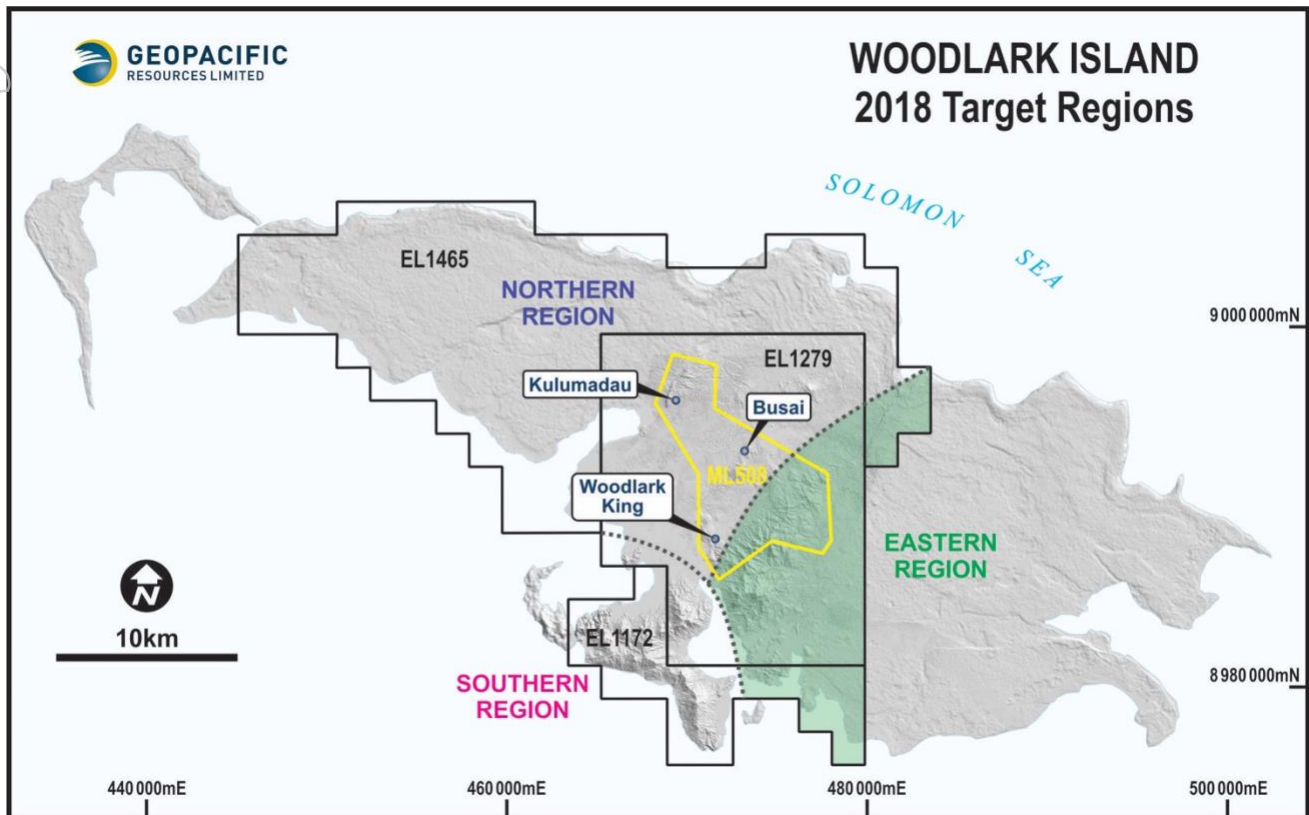 GEOPACIFIC
RESOURCES LIMITED
WOODLARK ISLAND
2018 Target Regions
SOLOMON
SEA
EL1465
NORTHERN
REGION
9 000 000mN
EL1279
Kulumadau
Busai
ML508
Woodlark
King
EASTERN
REGION
N
10km
EL1172
SOUTHERN
REGION
8 980 000mN
440 000mE
460 000mE
480 000mE
500 000mE